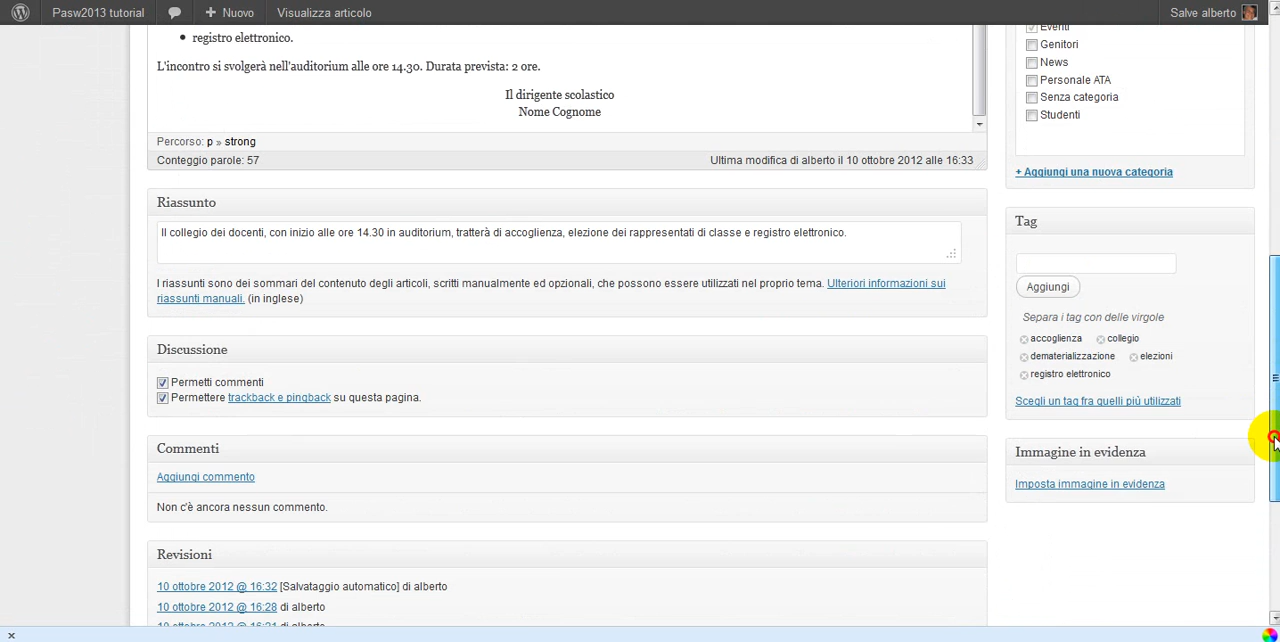 Pasw2013 tutorial
Nuovo
Visualizza articolo
Salve alberto
registro elettronico.
L'incontro si svolgerà nell'auditorium alle ore 14.30. Durata prevista: 2 ore.
Il dirigente scolastico
Nome Cognome
Percorso: p » strong
Conteggio parole: 57
Ultima modifica di alberto il 10 ottobre 2012 alle 16:33
Riassunto
Il collegio dei docenti, con inizio alle ore 14.30 in auditorium, tratterà di accoglienza, elezione dei rappresentati di classe e registro elettronico.
I riassunti sono dei sommari del contenuto degli articoli, scritti manualmente ed opzionali, che possono essere utilizzati nel proprio tema. Ulteriori informazioni sui
riassunti manuali. (in inglese)
Discussione
Permetti commenti
Permettere trackback e pingback su questa pagina.
Commenti
Aggiungi commento
Non c'è ancora nessun commento.
Revisioni
10 ottobre 2012 @ 16:32 [Salvataggio automatico] di alberto
10 ottobre 2012 @ 16:28 di alberto
10 ottobre 2012 @ 16:21 di alberto
Eventi
Genitori
News
Personale ATA
Senza categoria
Studenti
+ Aggiungi una nuova categoria
Tag
Aggiungi
Separa i tag con delle virgole
accoglienza collegio
dematerializzazione elezioni
registro elettronico
Scegli un tag fra quelli più utilizzati
Immagine in evidenza
Imposta immagine in evidenza